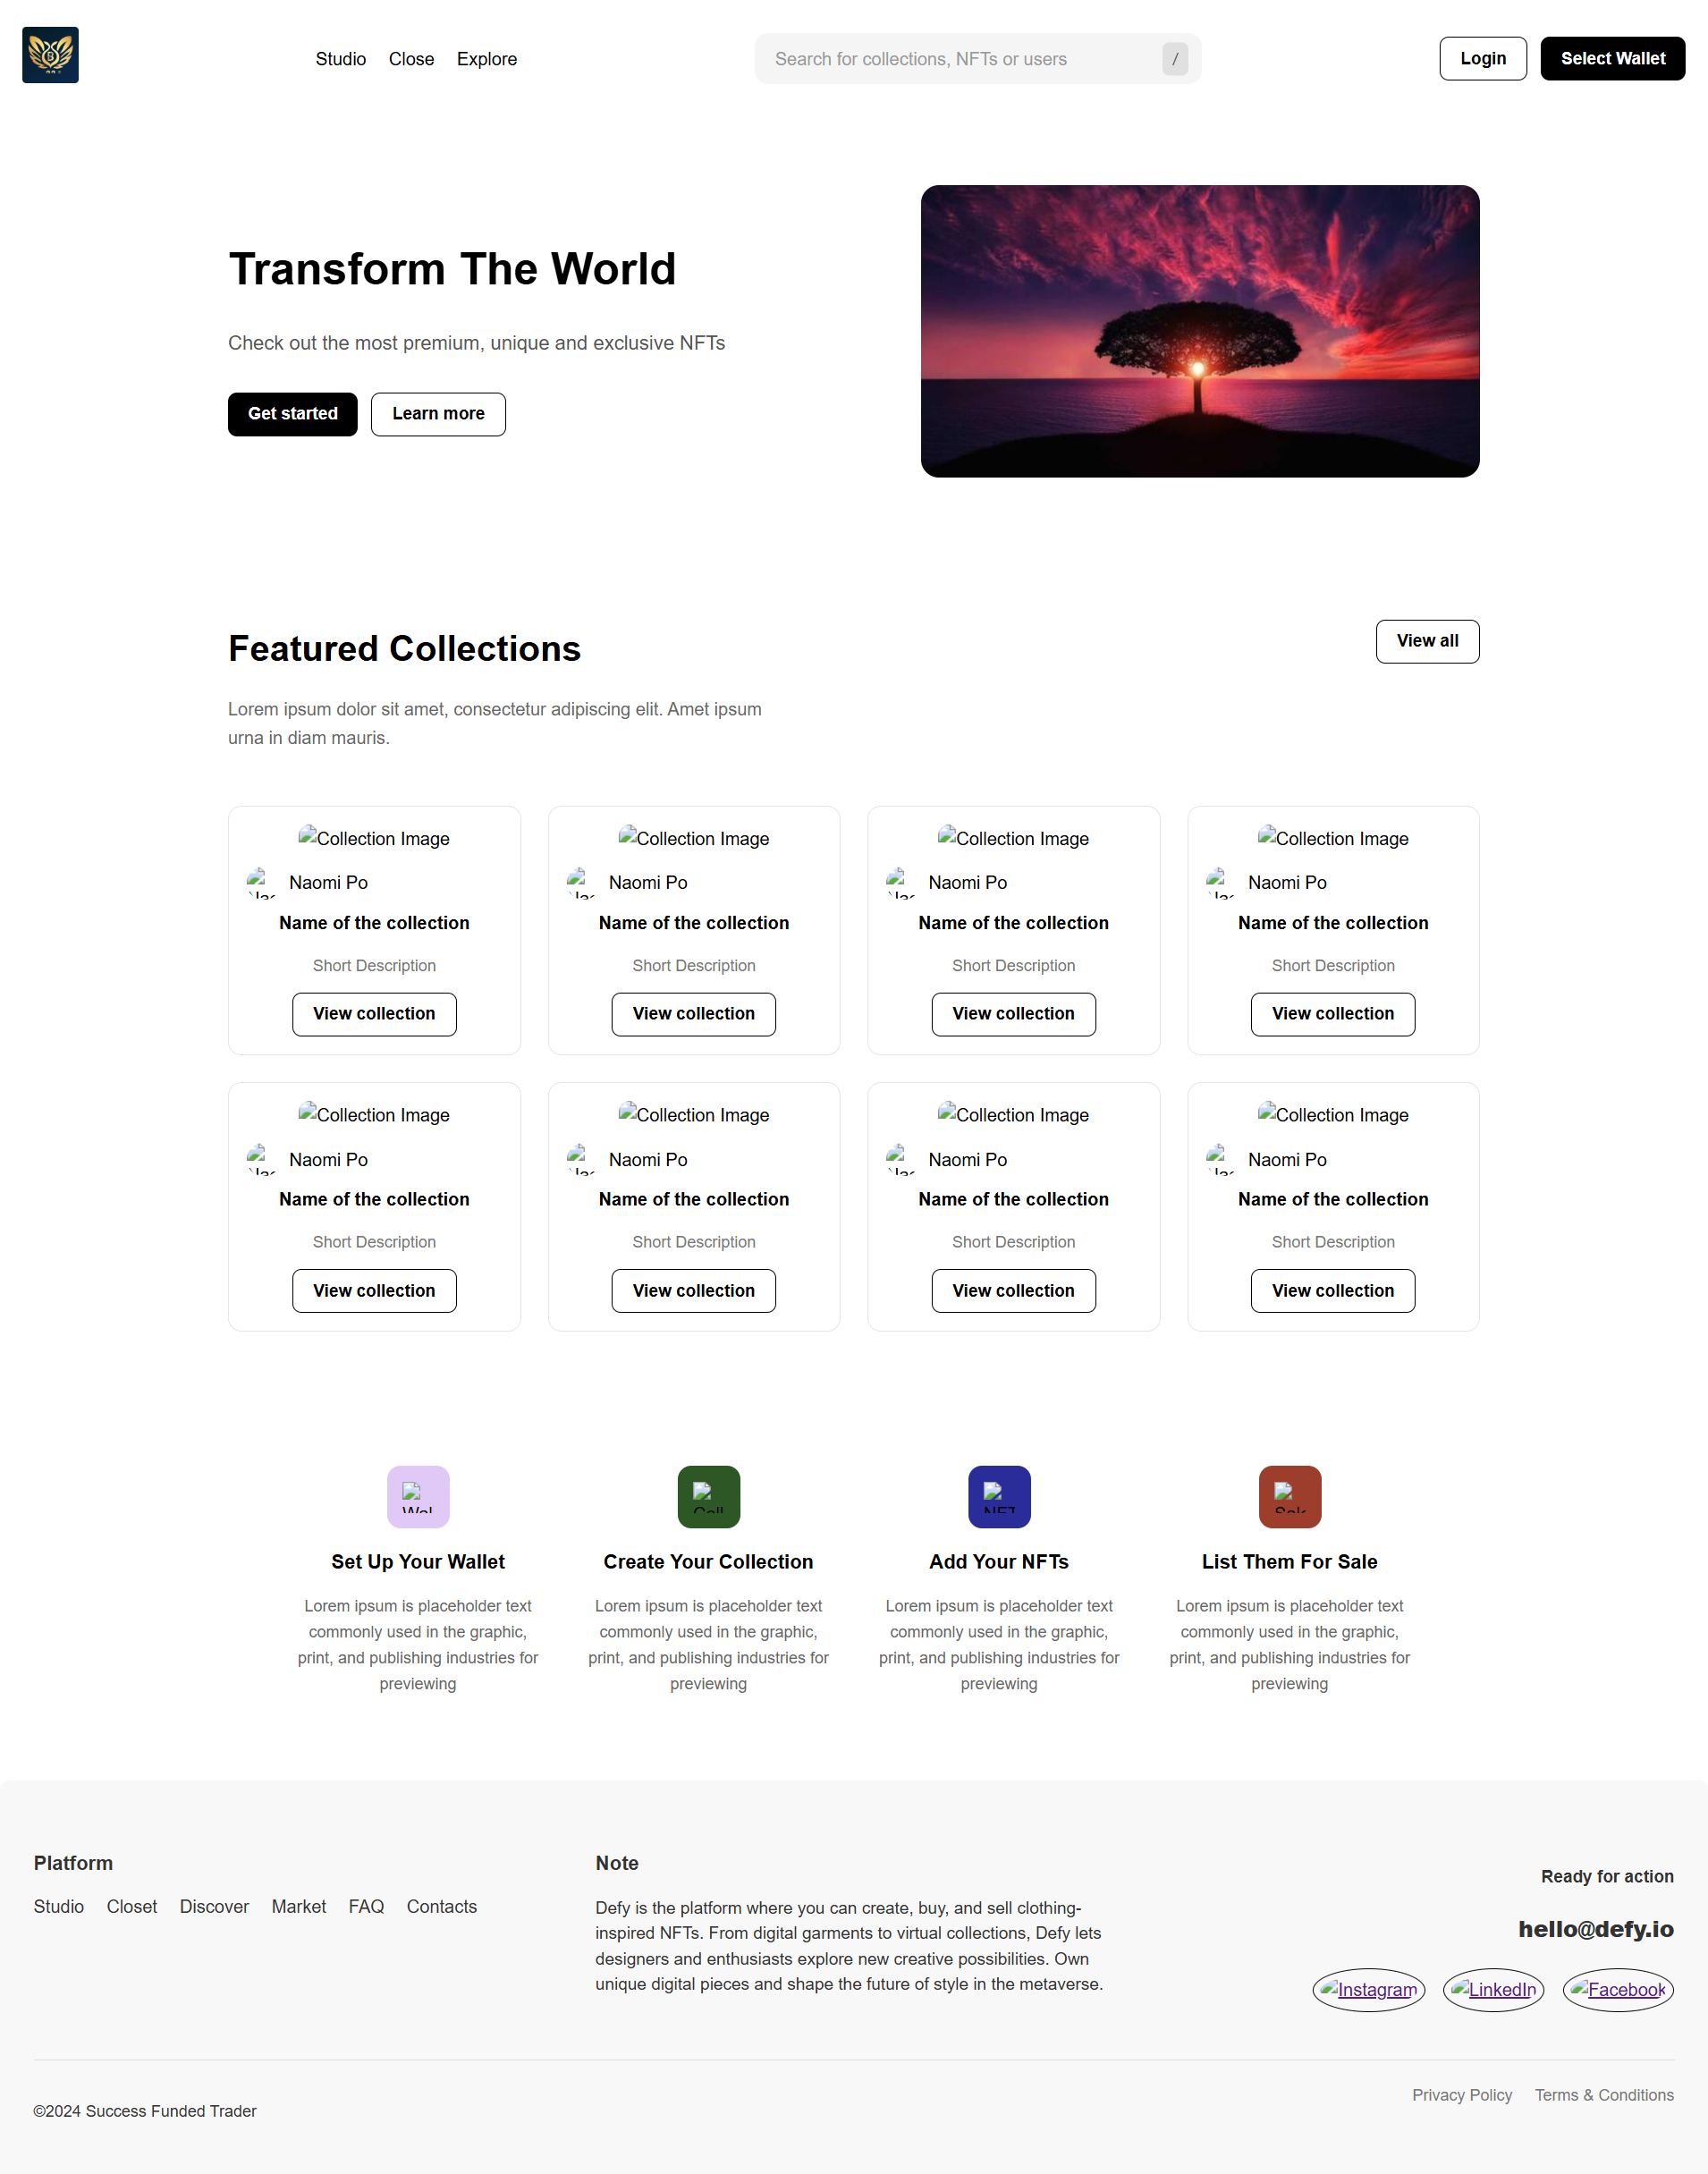 Studio Close Explore
Search for collections, NFTs or users
/
Login
Select Wallet
Transform The World
Check out the most premium, unique and exclusive NFTs
Get started
Learn more
Featured Collections
View all
Lorem ipsum dolor sit amet, consectetur adipiscing elit. Amet ipsum
urna in diam mauris.
Collection Image
Naomi Po
Name of the collection
Short Description
View collection
Collection Image
Naomi Po
Name of the collection
Short Description
View collection
Collection Image
Naomi Po
Name of the collection
Short Description
View collection
Collection Image
Naomi Po
Name of the collection
Short Description
View collection
Collection Image
Naomi Po
Name of the collection
Short Description
View collection
Collection Image
Naomi Po
Name of the collection
Short Description
View collection
Collection Image
Naomi Po
Name of the collection
Short Description
View collection
Collection Image
Naomi Po
Name of the collection
Short Description
View collection
Set Up Your Wallet
Lorem ipsum is placeholder text
commonly used in the graphic,
print, and publishing industries for
previewing
Create Your Collection
Lorem ipsum is placeholder text
commonly used in the graphic,
print, and publishing industries for
previewing
NFT
Add Your NFTs
Lorem ipsum is placeholder text
commonly used in the graphic,
print, and publishing industries for
previewing
List Them For Sale
Lorem ipsum is placeholder text
commonly used in the graphic,
print, and publishing industries for
previewing
Platform
Studio Closet Discover Market FAQ Contacts
Note
Defy is the platform where you can create, buy, and sell clothing-
inspired NFTs. From digital garments to virtual collections, Defy lets
designers and enthusiasts explore new creative possibilities. Own
unique digital pieces and shape the future of style in the metaverse.
Ready for action
hello@defy.io
Instagram
LinkedIn
Facebook
©2024 Success Funded Trader
Privacy Policy Terms & Conditions